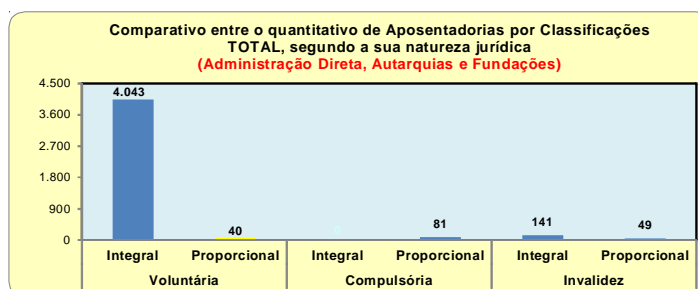 Comparativo entre o quantitativo de Aposentadorias por Classificações
TOTAL, segundo a sua natureza jurídica
(Administração Direta, Autarquias e Fundações)
4.500
3.600
2.700
1.800
900
0
4.043
40
0
81
141
49
Integral Proporcional Integral Proporcional Integral Proporcional
Voluntária Compulsória Invalidez